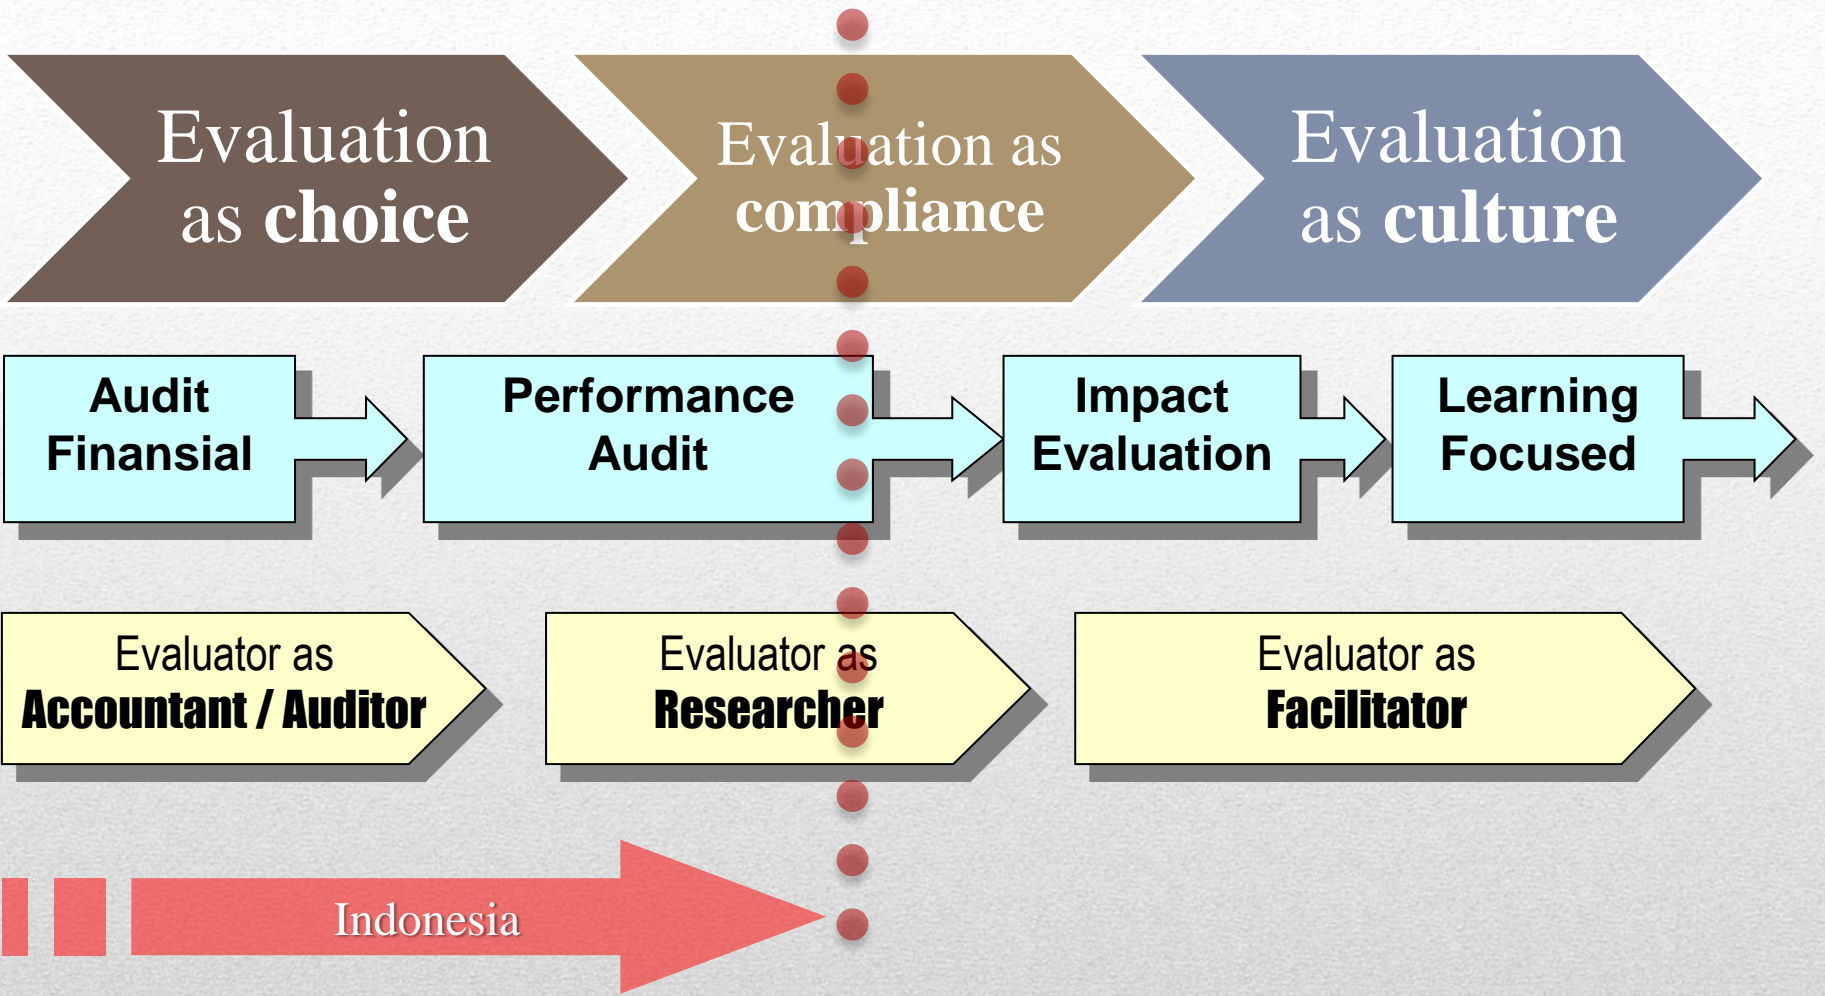 Evaluation
as choice
Evaluation as
compliance
Evaluation
as culture
Audit
Finansial
Performance
Audit
Impact
Evaluation
Learning
Focused
Evaluator as
Accountant / Auditor
Evaluator as
Researcher
Evaluator as
Facilitator
Indonesia